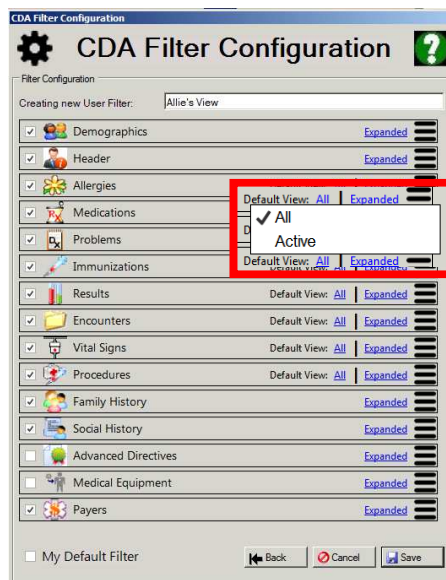 CDA Filter Configuration
CDA Filter Configuration ?
Filter Configuration
Creating new User Filter: Allie's View
Demographics Expanded
Header Expanded
Allergies
Default View: All Expanded
Medications
All
Problems
Active
Immunizations
Default View: All Expanded
Results Default View: All Expanded
Encounters Default View: All Expanded
Vital Signs Default View: All Expanded
Procedures Default View: All Expanded
Family History Expanded
Social History Expanded
Advanced Directives Expanded
Medical Equipment Expanded
Payers Expanded
My Default Filter Back Cancel Save